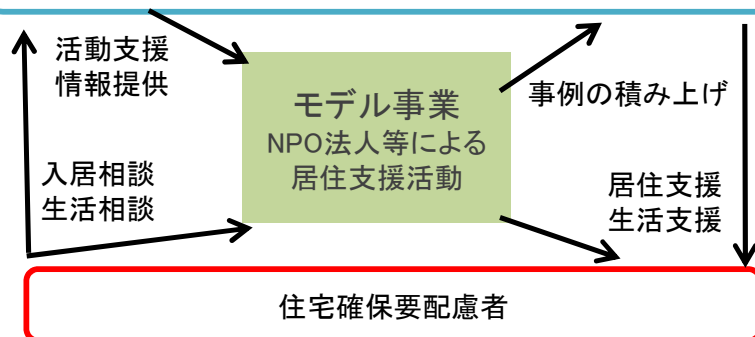 活動支援
情報提供
モデル事業
NPO法人等による
居住支援活動
事例の積み上げ
入居相談
生活相談
居住支援
生活支援
住宅確保要配慮者